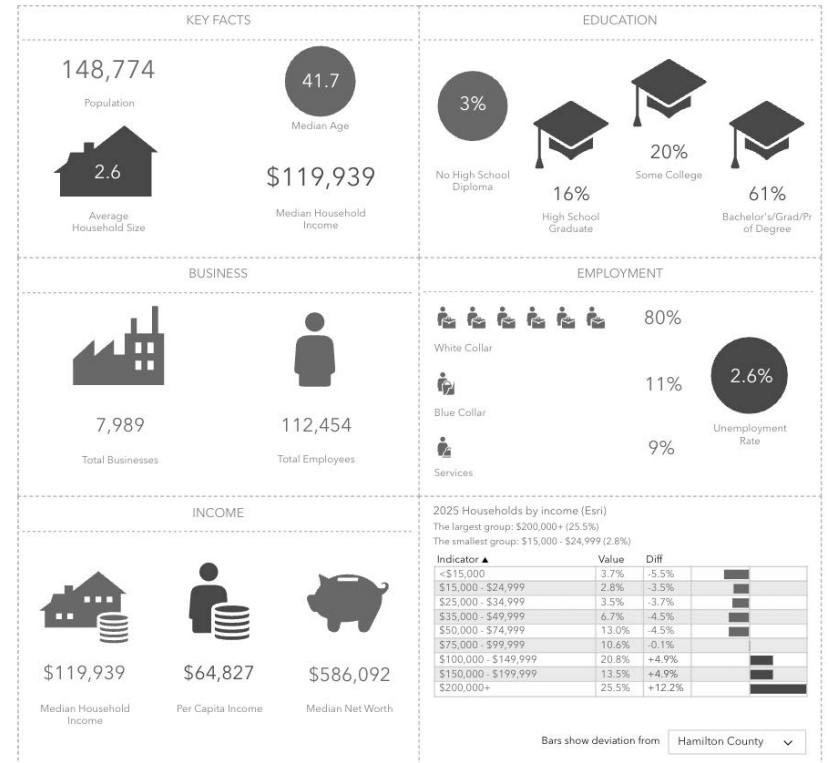 KEY FACTS
148,774
Population
41.7
Median Age
2.6
Average
Household Size
$119,939
Median Household
Income
EDUCATION
3%
No High School
Diploma
16%
High School
Graduate
20%
Some College
61%
Bachelor's/Grad/Pr
of Degree
BUSINESS
7,989
Total Businesses
112,454
Total Employees
EMPLOYMENT
80%
White Collar
11%
Blue Collar
9%
Services
2.6%
Unemployment
Rate
INCOME
$119,939
Median Household
Income
$64,827
Per Capita Income
$586,092
Median Net Worth
2025 Households by income (Esri)
The largest group: $200,000+ (25.5%)
The smallest group: $15,000 - $24,999 (2.8%)
Indicator ▲ Value Diff
<$15,000 3.7% -5.5%
$15,000 - $24,999 2.8% -3.5%
$25,000 - $34,999 3.5% -3.7%
$35,000 - $49,999 6.7% -4.5%
$50,000 - $74,999 13.0% -4.5%
$75,000 - $99,999 10.6% -0.1%
$100,000 - $149,999 20.8% +4.9%
$150,000 - $199,999 13.5% +4.9%
$200,000+ 25.5% +12.2%
Bars show deviation from Hamilton County